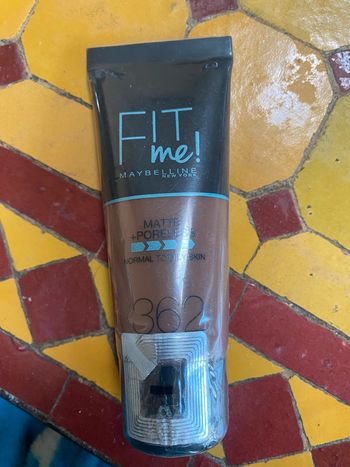 FIT
me!
MAYBELLINE
NEW YORK
MATTE
+PORELESS
NORMAL TO OILY SKIN
362